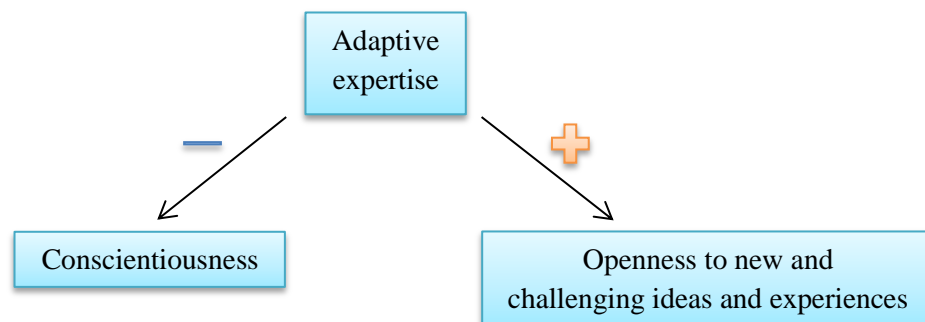 Adaptive
expertise
Conscientiousness
Openness to new and
challenging ideas and experiences